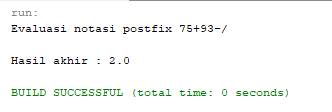 run:
Evaluasi notasi postfix 75+93-/
Hasil akhir : 2.0
BUILD SUCCESSFUL (total time: 0 seconds)